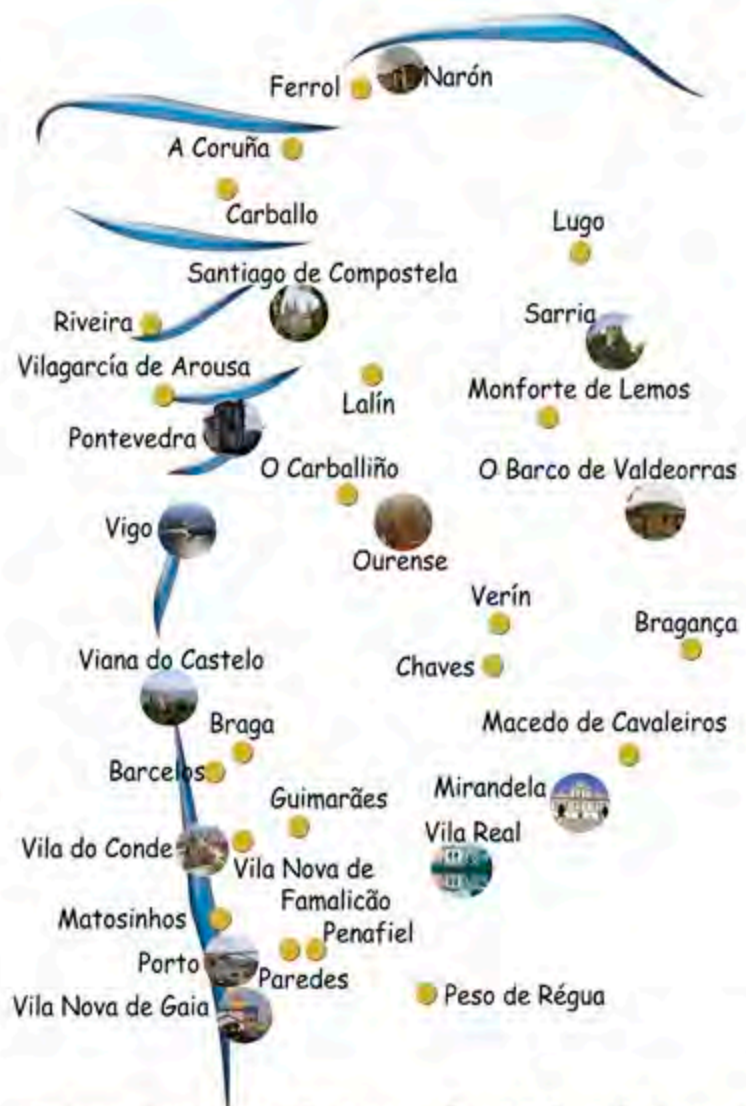 Ferrol
Narón
A Coruña
Carballo
Lugo
Santiago de Compostela
Sarria
Riveira
Vilagarcía de Arousa
Lalín
Monforte de Lemos
Pontevedra
O Carballiño
O Barco de Valdeorras
Vigo
Ourense
Verín
Bragança
Viana do Castelo
Chaves
Braga
Macedo de Cavaleiros
Barcelos
Mirandela
Guimarães
Vila Real
Vila do Conde
Vila Nova de
Famalicão
Matosinhos
Penafiel
Porto
Paredes
Peso de Régua
Vila Nova de Gaia